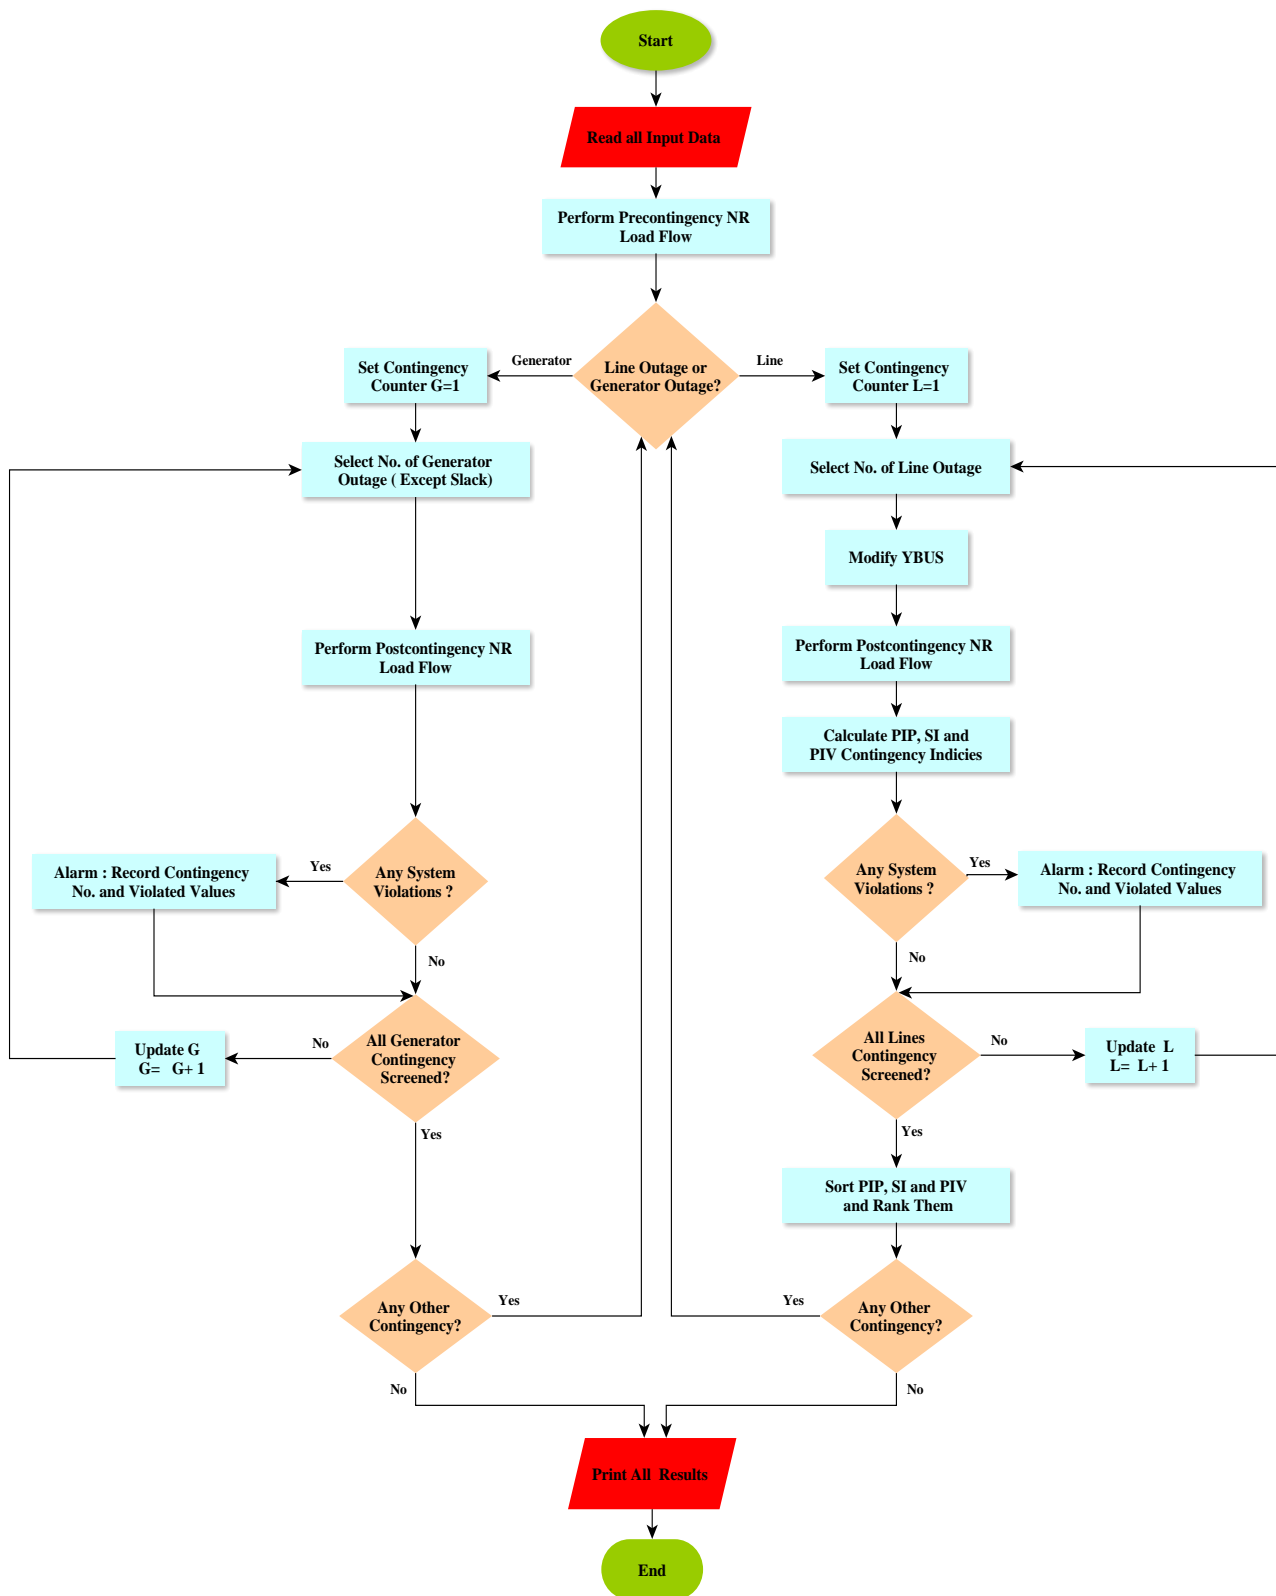 Start
Read all Input Data
Perform Precontingency NR
Load Flow
Line Outage or
Generator Outage?
Generator
Line
Set Contingency
Counter G=1
Set Contingency
Counter L=1
Select No. of Generator
Outage ( Except Slack)
Select No. of Line Outage
Modify YBUS
Perform Postcontingency NR
Load Flow
Perform Postcontingency NR
Load Flow
Calculate PIP, SI and
PIV Contingency Indicies
Any System
Violations ?
Yes
Alarm : Record Contingency
No. and Violated Values
No
Any System
Violations ?
Yes
Alarm : Record Contingency
No. and Violated Values
No
All Generator
Contingency
Screened?
No
Update G
G= G+ 1
Yes
All Lines
Contingency
Screened?
No
Update L
L= L+ 1
Yes
Sort PIP, SI and PIV
and Rank Them
Any Other
Contingency?
Yes
No
Any Other
Contingency?
Yes
No
Print All Results
End